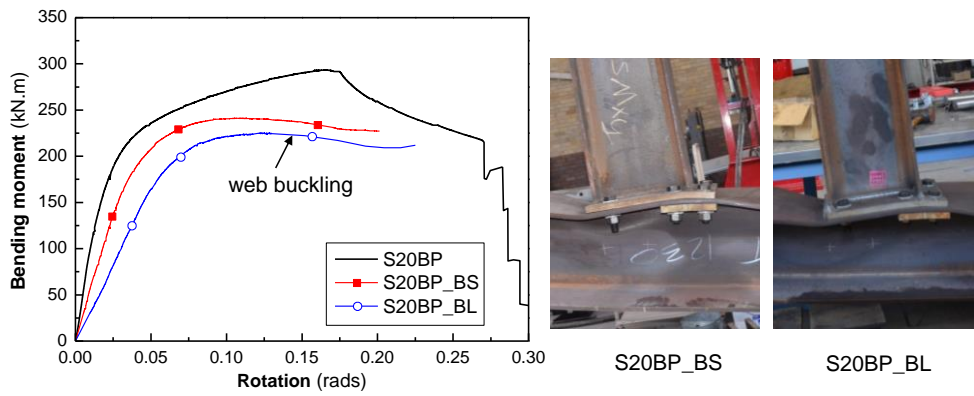 350
300
250
200
150
100
50
0
Bending moment (kN.m)
web buckling
S20BP
S20BP_BS
S20BP_BL
0.00 0.05 0.10 0.15 0.20 0.25 0.30
Rotation (rads)
1230
S20BP_BS
S20BP_BL